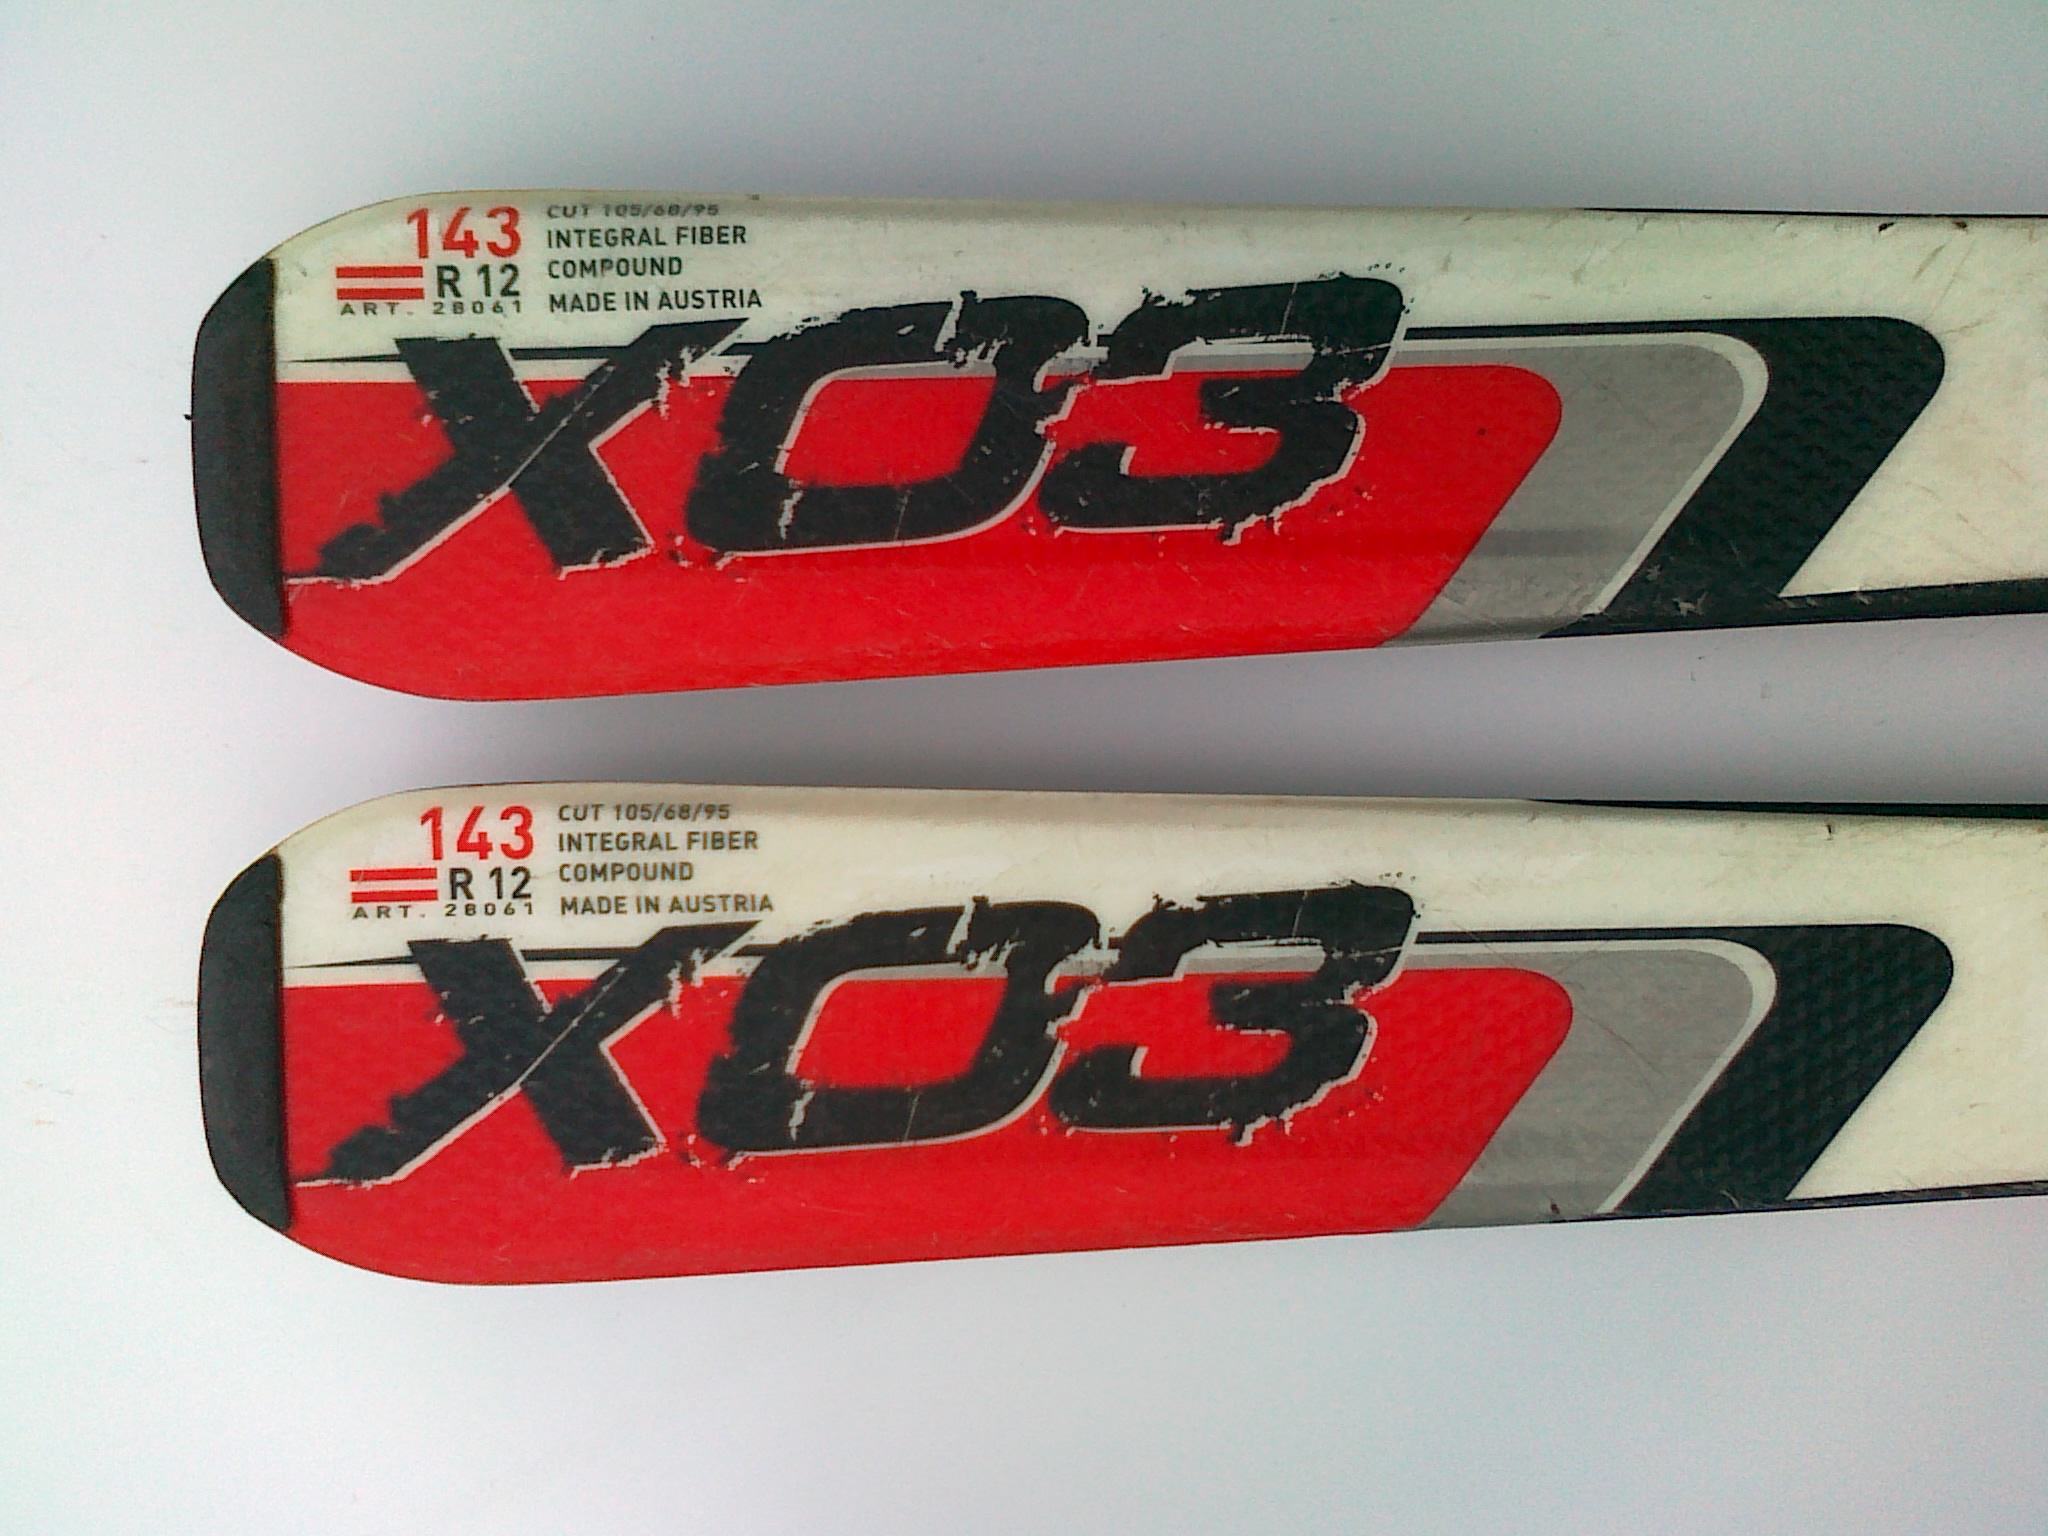 143
R 12
ART. 28061
CUT 105/68/95
INTEGRAL FIBER
COMPOUND
MADE IN AUSTRIA
XO3
143
R 12
ART. 28061
CUT 105/68/95
INTEGRAL FIBER
COMPOUND
MADE IN AUSTRIA
XO3